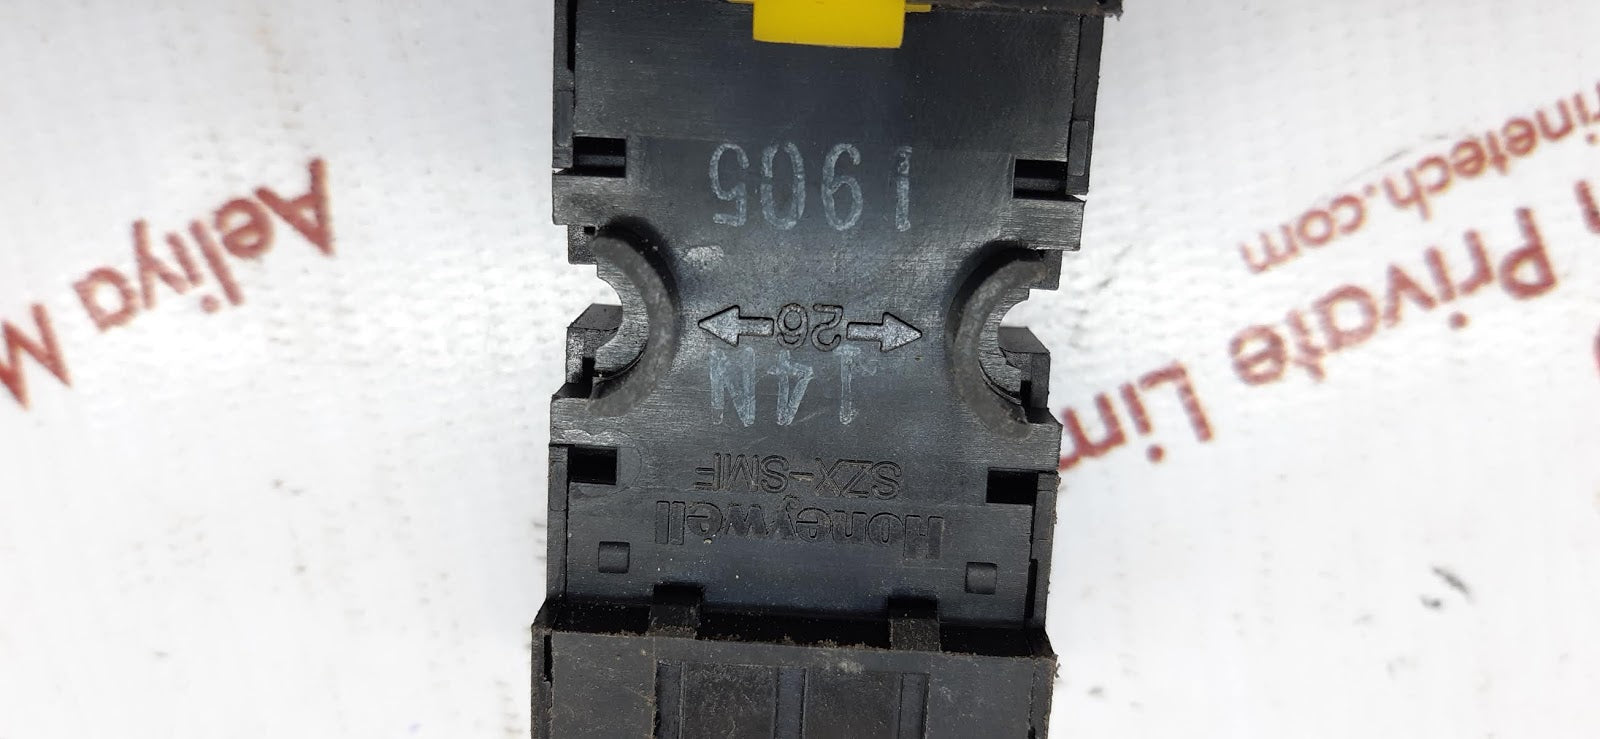 Honeywell
SZX-SMF
14N
26
1905
Aeliya M
Private Lim
rinetech.com